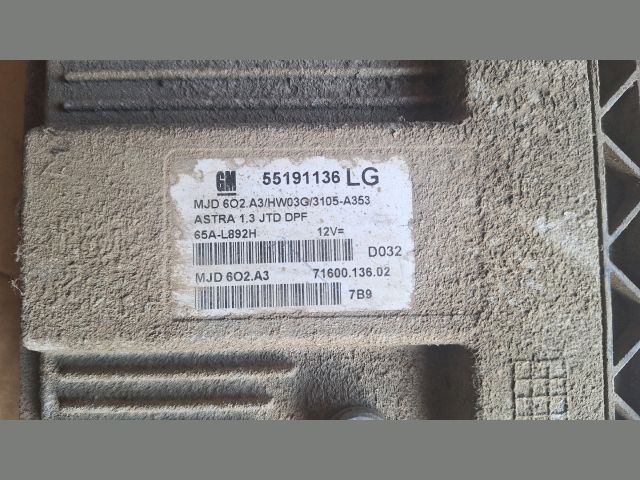 GM 55191136 LG
MJD 6O2.A3/HW03G/3105-A353
ASTRA 1.3 JTD DPF
65A-L892H 12V=
D032
MJD 6O2.A3 71600.136.02
7B9